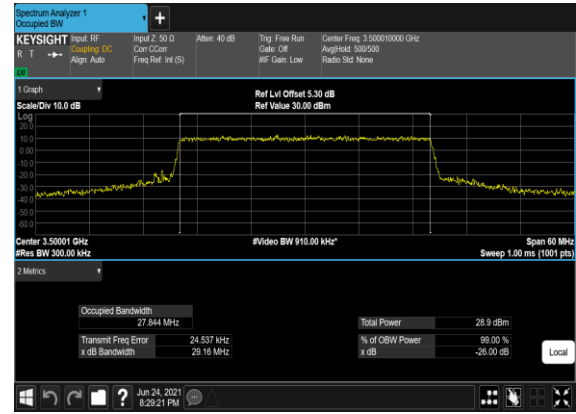 Spectrum Analyzer 1
Occupied BW
KEYSIGHT Input: RF Input Z: 50 Ω Atten: 40 dB Trig: Free Run Center Freq: 3.500010000 GHz
R T Coupling: DC Corr CCorr Gate: Off Avg|Hold: 500/500
Align: Auto Freq Ref: Int (S) #IF Gain: Low Radio Std: None
LW
1 Graph Ref Lvl Offset 5.30 dB
Scale/Div 10.0 dB Ref Value 30.00 dBm
Log
20.0
10.0
0.00
-10.0
-20.0
-30.0
-40.0
-50.0
-60.0
Center 3.50001 GHz #Video BW 910.00 kHz* Span 60 MHz
#Res BW 300.00 kHz Sweep 1.00 ms (1001 pts)
2 Metrics
Occupied Bandwidth
27.844 MHz Total Power 28.9 dBm
Transmit Freq Error 24.537 kHz % of OBW Power 99.00 %
x dB Bandwidth 29.16 MHz x dB -26.00 dB
Local
? Jun 24, 2021
8:29:21 PM